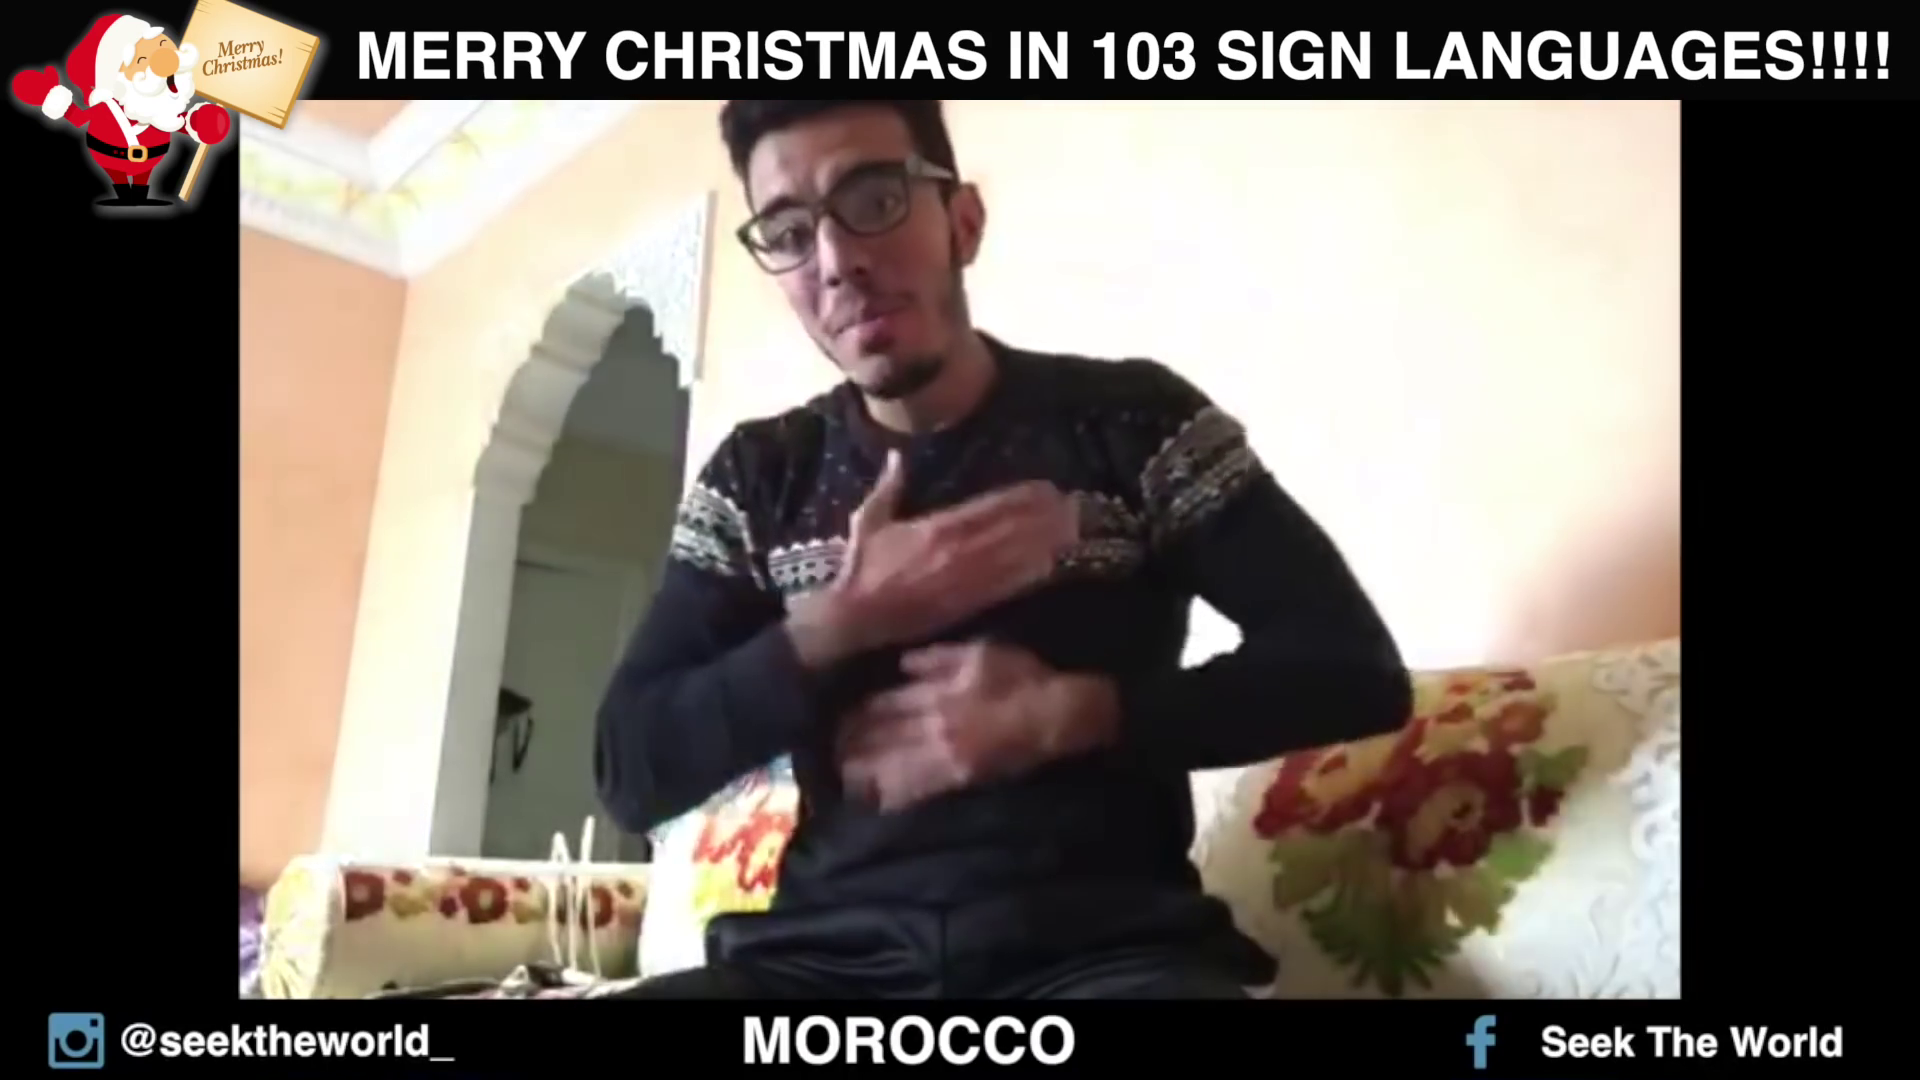 Merry
Christmas!
MERRY CHRISTMAS IN 103 SIGN LANGUAGES!!!!
@seektheworld_
MOROCCO
Seek The World